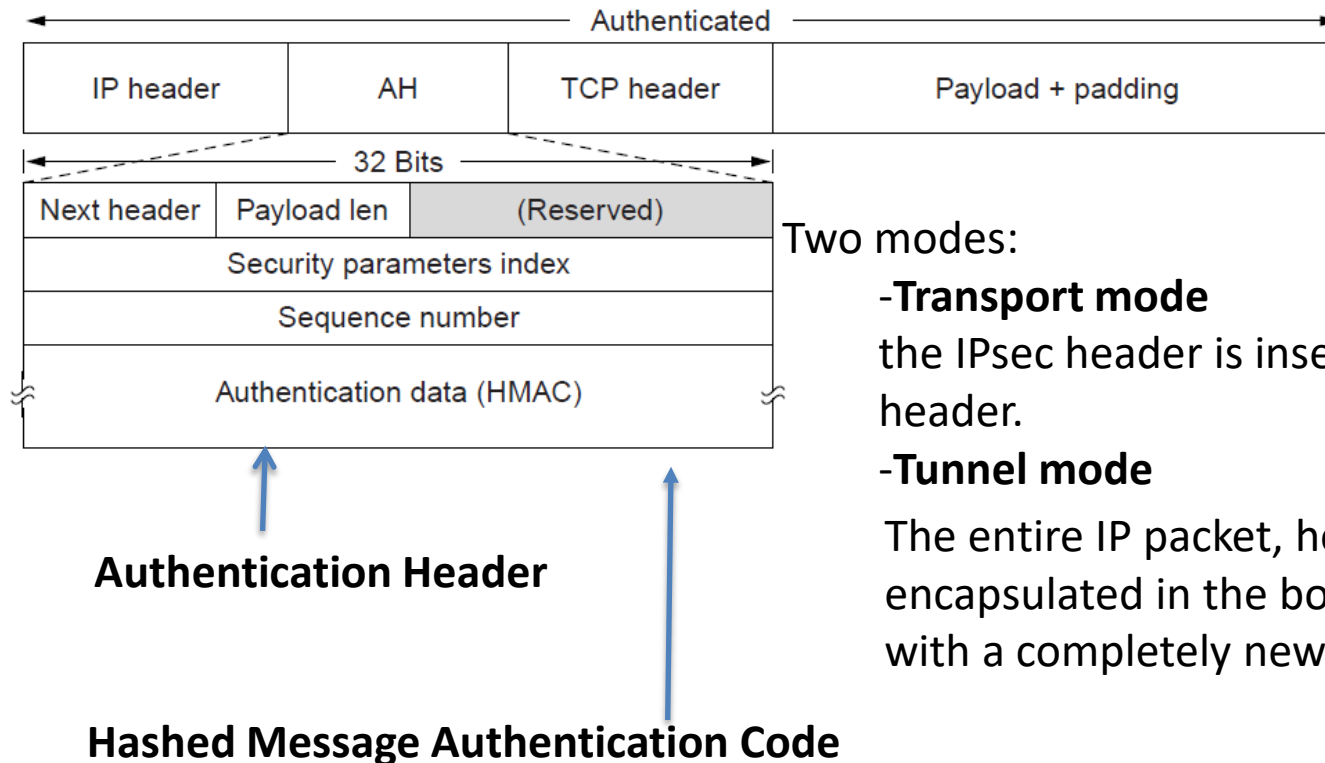 Authenticated
IP header AH TCP header Payload + padding
32 Bits
Next header Payload len (Reserved)
Security parameters index
Sequence number
Authentication data (HMAC)
Two modes:
-Transport mode
the IPsec header is
header.
-Tunnel mode
The entire IP packet,
encapsulated in the
with a completely new
Authentication Header
Hashed Message Authentication Code